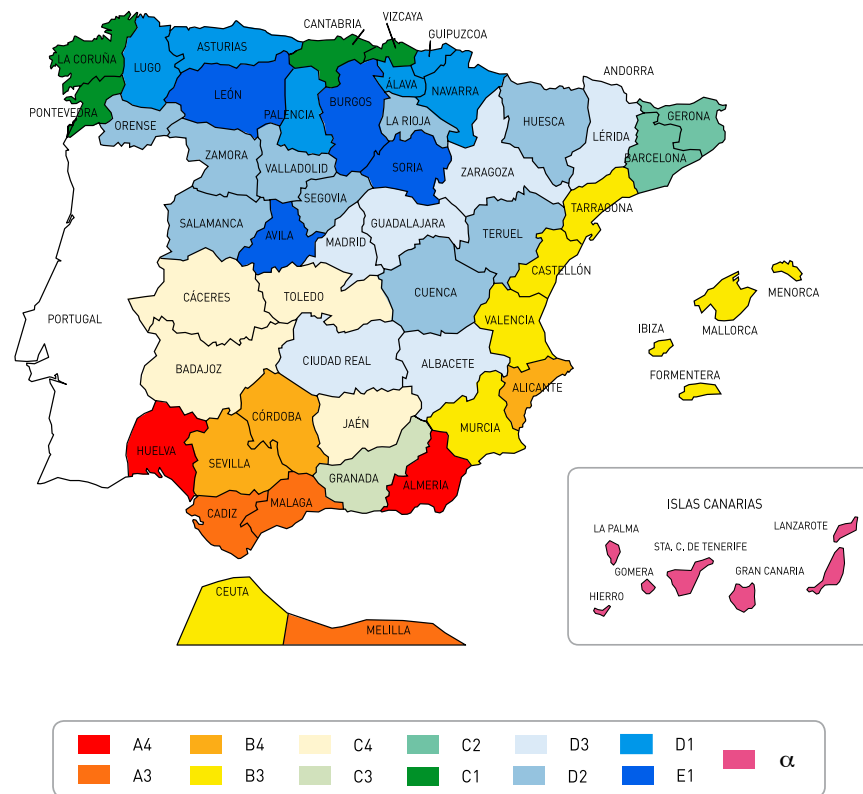 VIZCAYA
CANTABRIA
GUIPUZCOA
ASTURIAS
LA CORUÑA
LUGO
ANDORRA
ÁLAVA
NAVARRA
LEÓN
BURGOS
PALENCIA
PONTEVEDRA
ORENSE
LA RIOJA
HUESCA
GERONA
LÉRIDA
BARCELONA
ZAMORA
VALLADOLID
SORIA
ZARAGOZA
SEGOVIA
TARRAGONA
SALAMANCA
AVILA
MADRID
GUADALAJARA
TERUEL
CASTELLÓN
CÁCERES
TOLEDO
CUENCA
MENORCA
PORTUGAL
VALENCIA
MALLORCA
IBIZA
BADAJOZ
CIUDAD REAL
ALBACETE
FORMENTERA
ALICANTE
CÓRDOBA
JAÉN
MURCIA
HUELVA
SEVILLA
GRANADA
ALMERÍA
CADIZ
MALAGA
ISLAS CANARIAS
LA PALMA
LANZAROTE
STA. C. DE TENERIFE
GOMERA
GRAN CANARIA
HIERRO
CEUTA
MELILLA
A4 B4 C4 C2 D3 D1
α
A3 B3 C3 C1 D2 E1